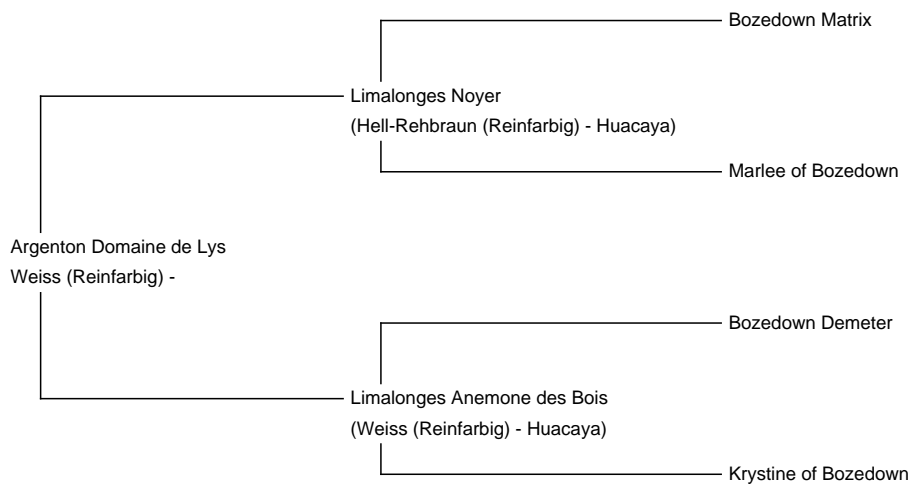 Bozedown Matrix
Limalonges Noyer
(Hell-Rehbraun (Reinfarbig) - Huacaya)
Marlee of Bozedown
Argenton Domaine de Lys
Weiss (Reinfarbig) -
Bozedown Demeter
Limalonges Anemone des Bois
(Weiss (Reinfarbig) - Huacaya)
Krystine of Bozedown